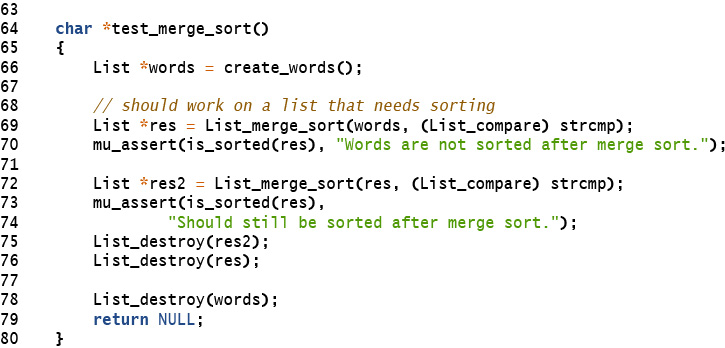 63
64    char *test_merge_sort()
65    {
66        List *words = create_words();
67
68        // should work on a list that needs sorting
69        List *res = List_merge_sort(words, (List_compare) strcmp);
70        mu_assert(is_sorted(res), "Words are not sorted after merge sort.");
71
72        List *res2 = List_merge_sort(res, (List_compare) strcmp);
73        mu_assert(is_sorted(res),
74                "Should still be sorted after merge sort.");
75        List_destroy(res2);
76        List_destroy(res);
77
78        List_destroy(words);
79        return NULL;
80    }